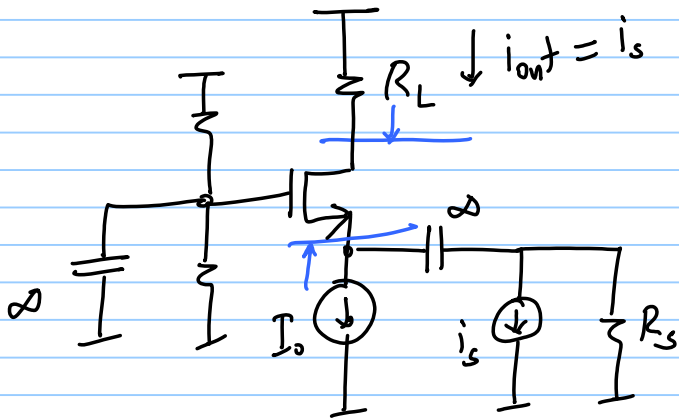 i_out = i_s
R_L
∞
∞
I_o
i_s
R_s